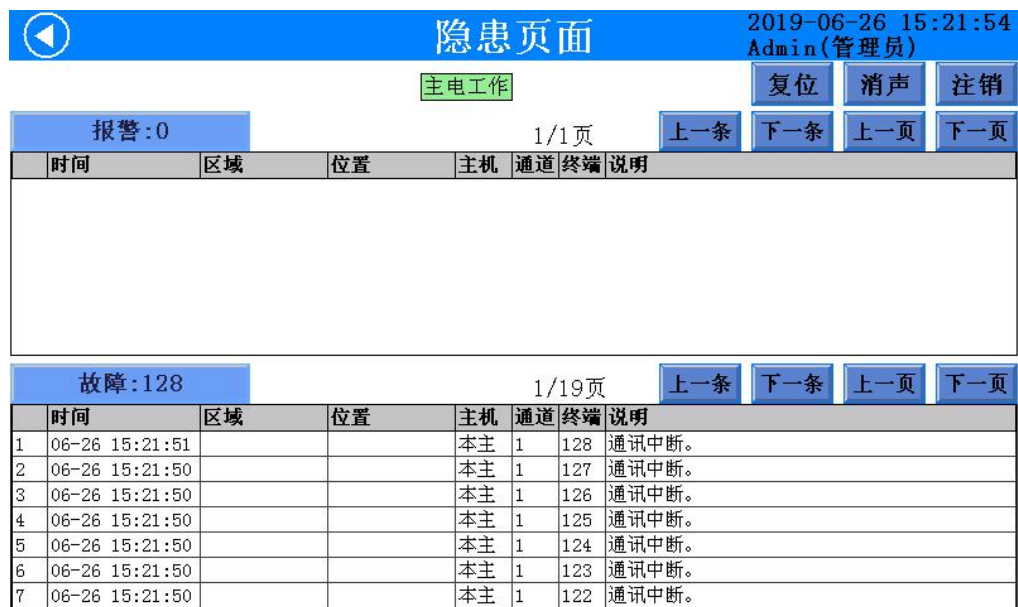 隐患页面
2019-06-26 15:21:54
Admin(管理员)
主电工作
复位 消声 注销
报警:0 1/1页 上一条 下一条 上一页 下一页
时间 区域 位置 主机 通道 终端 说明
故障:128 1/19页 上一条 下一条 上一页 下一页
时间 区域 位置 主机 通道 终端 说明
1 06-26 15:21:51 本主 1 128 通讯中断。
2 06-26 15:21:50 本主 1 127 通讯中断。
3 06-26 15:21:50 本主 1 126 通讯中断。
4 06-26 15:21:50 本主 1 125 通讯中断。
5 06-26 15:21:50 本主 1 124 通讯中断。
6 06-26 15:21:50 本主 1 123 通讯中断。
7 06-26 15:21:50 本主 1 122 通讯中断。